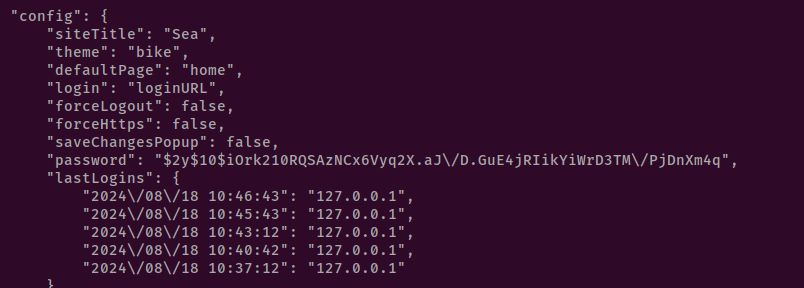 "config": {
"siteTitle": "Sea",
"theme": "bike",
"defaultPage": "home",
"login": "loginURL",
"forceLogout": false,
"forceHttps": false,
"saveChangesPopup": false,
"password": "$2y$10$iOrk210RQSAzNCx6Vyq2X.aJ\/D.GuE4jRIikYiWrD3TM\/PjDnXm4q",
"lastLogins": {
"2024\/08\/18 10:46:43": "127.0.0.1",
"2024\/08\/18 10:45:43": "127.0.0.1",
"2024\/08\/18 10:43:12": "127.0.0.1",
"2024\/08\/18 10:40:42": "127.0.0.1",
"2024\/08\/18 10:37:12": "127.0.0.1"
}